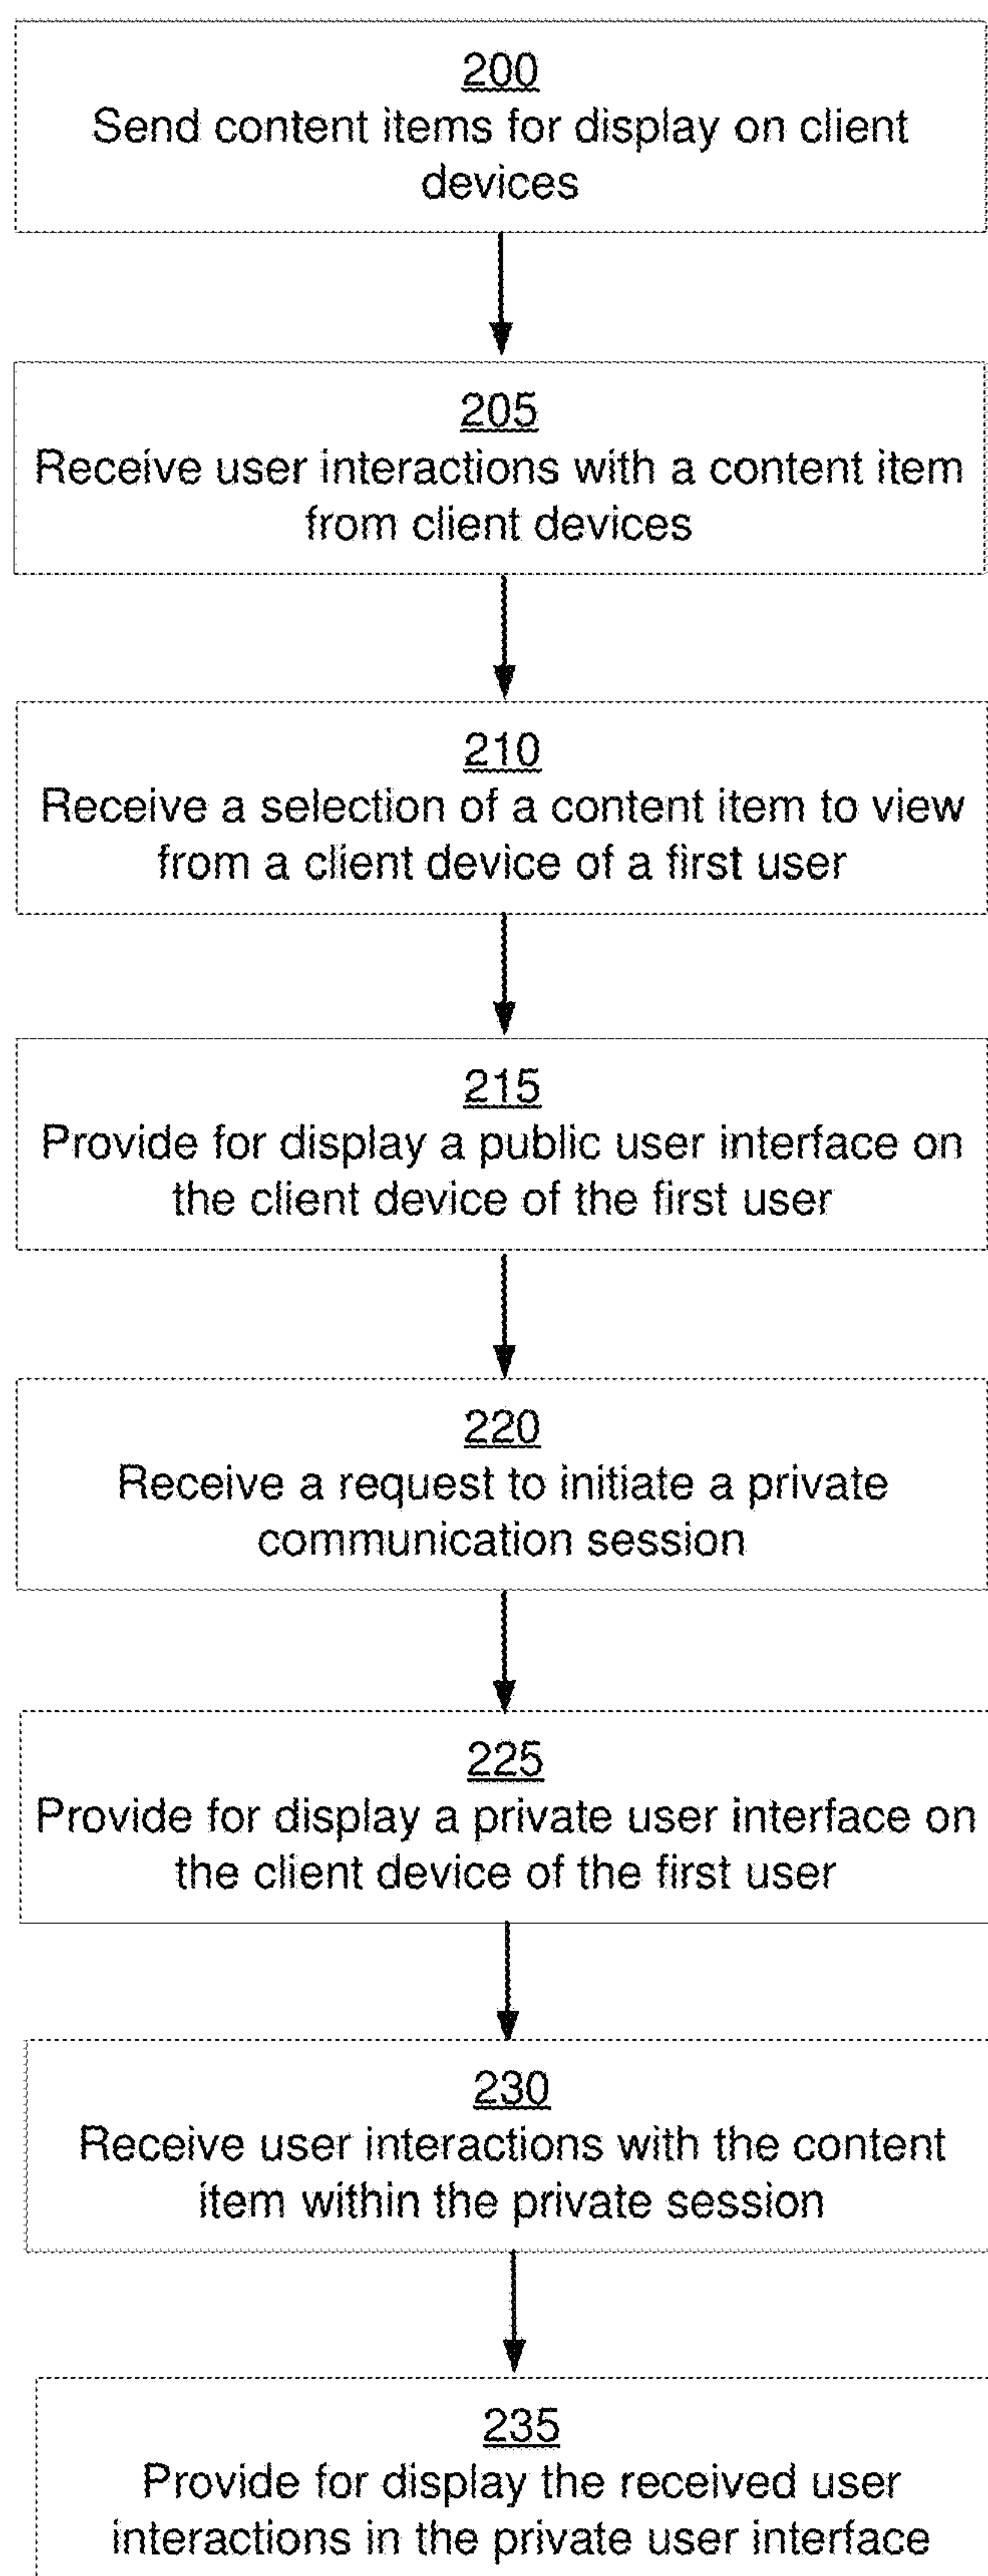 200
Send content items for display on client
devices
205
Receive user interactions with a content item
from client devices
210
Receive a selection of a content item to view
from a client device of a first user
215
Provide for display a public user interface on
the client device of the first user
220
Receive a request to initiate a private
communication session
225
Provide for display a private user interface on
the client device of the first user
230
Receive user interactions with the content
item within the private session
235
Provide for display the received user
interactions in the private user interface